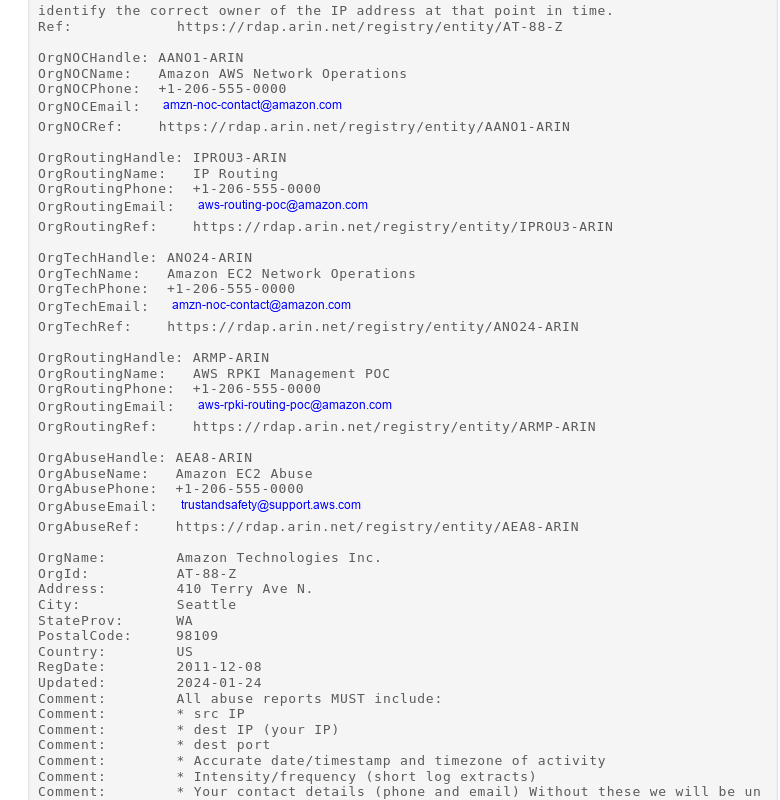 identify the correct owner of the IP address at that point in time.
Ref: https://rdap.arin.net/registry/entity/AT-88-Z
OrgNOCHandle: AANO1-ARIN
OrgNOCName: Amazon AWS Network Operations
OrgNOCPhone: +1-206-555-0000
OrgNOCEmail: amzn-noc-contact@amazon.com
OrgNOCRef: https://rdap.arin.net/registry/entity/AANO1-ARIN
OrgRoutingHandle: IPROU3-ARIN
OrgRoutingName: IP Routing
OrgRoutingPhone: +1-206-555-0000
OrgRoutingEmail: aws-routing-poc@amazon.com
OrgRoutingRef: https://rdap.arin.net/registry/entity/IPROU3-ARIN
OrgTechHandle: ANO24-ARIN
OrgTechName: Amazon EC2 Network Operations
OrgTechPhone: +1-206-555-0000
OrgTechEmail: amzn-noc-contact@amazon.com
OrgTechRef: https://rdap.arin.net/registry/entity/ANO24-ARIN
OrgRoutingHandle: ARMP-ARIN
OrgRoutingName: AWS RPKI Management POC
OrgRoutingPhone: +1-206-555-0000
OrgRoutingEmail: aws-rpki-routing-poc@amazon.com
OrgRoutingRef: https://rdap.arin.net/registry/entity/ARMP-ARIN
OrgAbuseHandle: AEA8-ARIN
OrgAbuseName: Amazon EC2 Abuse
OrgAbusePhone: +1-206-555-0000
OrgAbuseEmail: trustandsafety@support.aws.com
OrgAbuseRef: https://rdap.arin.net/registry/entity/AEA8-ARIN
OrgName: Amazon Technologies Inc.
OrgId: AT-88-Z
Address: 410 Terry Ave N.
City: Seattle
StateProv: WA
PostalCode: 98109
Country: US
RegDate: 2011-12-08
Updated: 2024-01-24
Comment: All abuse reports MUST include:
Comment: * src IP
Comment: * dest IP (your IP)
Comment: * dest port
Comment: * Accurate date/timestamp and timezone of activity
Comment: * Intensity/frequency (short log extracts)
Comment: * Your contact details (phone and email) Without these we will be un